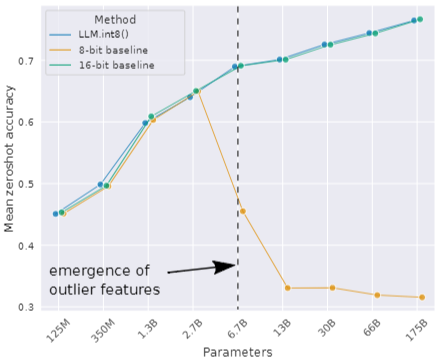 Method
LLM.int8()
8-bit baseline
16-bit baseline
Mean zeroshot accuracy
0.7
0.6
0.5
0.4
0.3
emergence of
outlier features
125M
350M
1.3B
2.7B
6.7B
13B
30B
66B
175B
Parameters